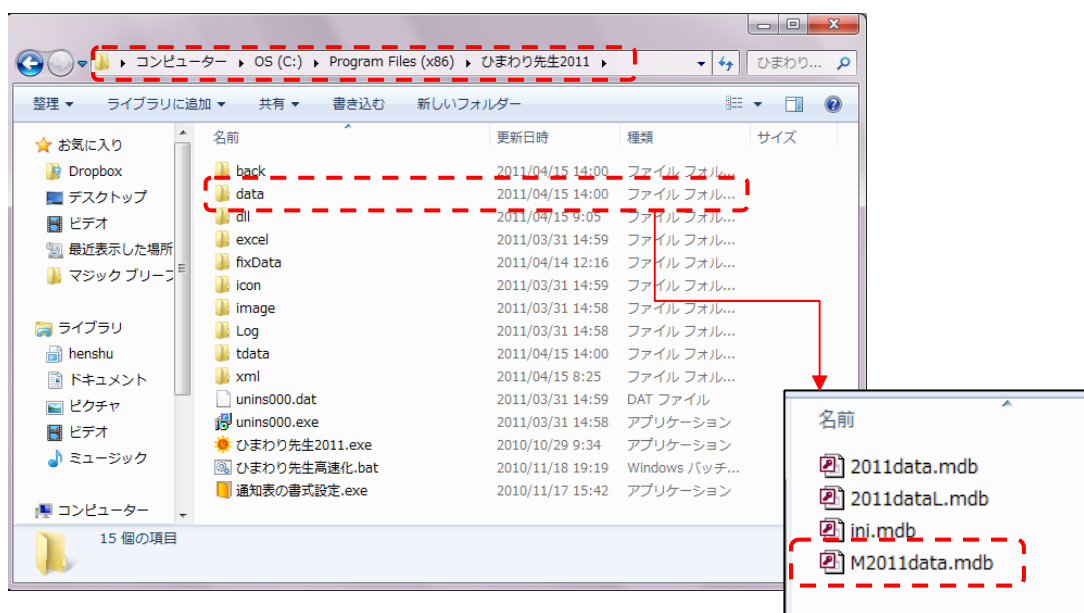 コンピューター ▸ OS (C:) ▸ Program Files (x86) ▸ ひまわり先生2011 ▸
ひまわり...
整理 ▼ ライブラリに追加 ▼ 共有 ▼ 書き込む 新しいフォルダー
名前 更新日時 種類 サイズ
お気に入り
Dropbox
デスクトップ
ビデオ
最近表示した場所
マジック ブリーフ
ライブラリ
henshu
ドキュメント
ピクチャ
ビデオ
ミュージック
コンピューター
back 2011/04/15 14:00 ファイル フォル...
data 2011/04/15 14:00 ファイル フォル...
dll 2011/04/15 9:05 ファイル フォル...
excel 2011/03/31 14:59 ファイル フォル...
fixData 2011/04/14 12:16 ファイル フォル...
icon 2011/03/31 14:59 ファイル フォル...
image 2011/03/31 14:58 ファイル フォル...
Log 2011/03/31 14:58 ファイル フォル...
tdata 2011/04/15 14:00 ファイル フォル...
xml 2011/04/15 8:25 ファイル フォル...
unins000.dat 2011/03/31 14:59 DAT ファイル
unins000.exe 2011/03/31 14:58 アプリケーション
ひまわり先生2011.exe 2010/10/29 9:34 アプリケーション
ひまわり先生高速化.bat 2010/11/18 19:19 Windows バッチ...
通知表の書式設定.exe 2010/11/17 15:42 アプリケーション
15 個の項目
名前
2011data.mdb
2011dataL.mdb
ini.mdb
M2011data.mdb